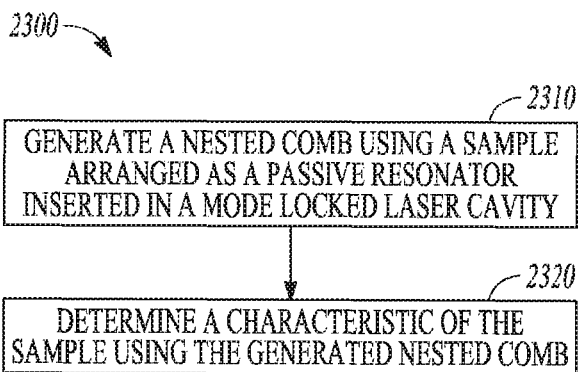 2300
2310
GENERATE A NESTED COMB USING A SAMPLE
ARRANGED AS A PASSIVE RESONATOR
INSERTED IN A MODE LOCKED LASER CAVITY
2320
DETERMINE A CHARACTERISTIC OF THE
SAMPLE USING THE GENERATED NESTED COMB